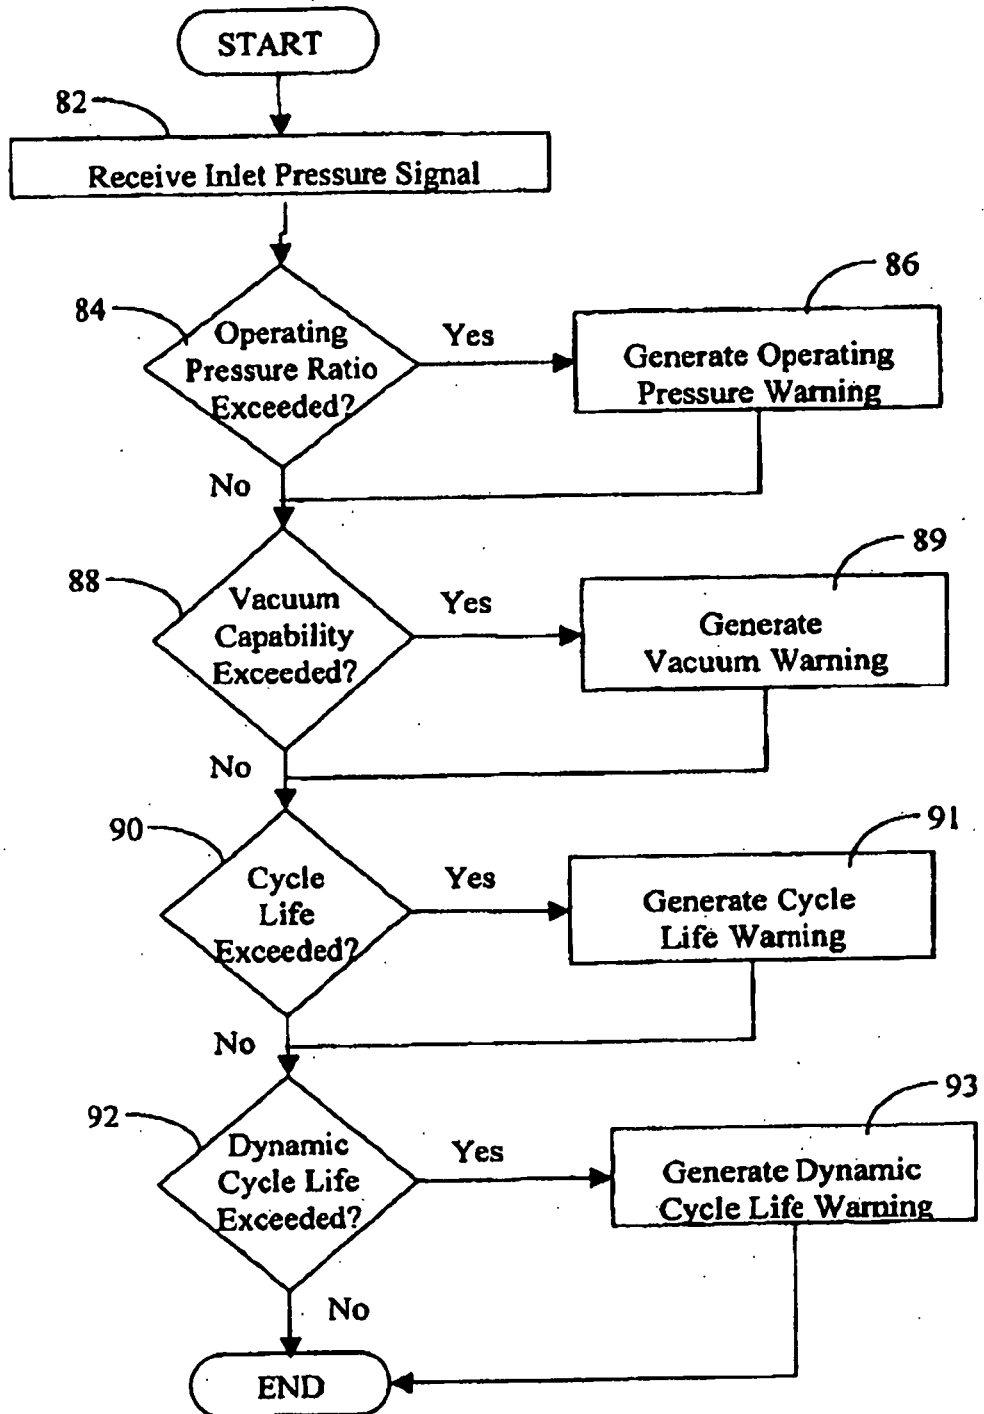 START
82
Receive Inlet Pressure Signal
86
84
Operating
Pressure Ratio
Exceeded?
Yes
Generate Operating
Pressure Warning
No
89
88
Vacuum
Capability
Exceeded?
Yes
Generate
Vacuum Warning
No
91
90
Cycle
Life
Exceeded?
Yes
Generate Cycle
Life Warning
No
93
92
Dynamic
Cycle Life
Exceeded?
Yes
Generate Dynamic
Cycle Life Warning
No
END